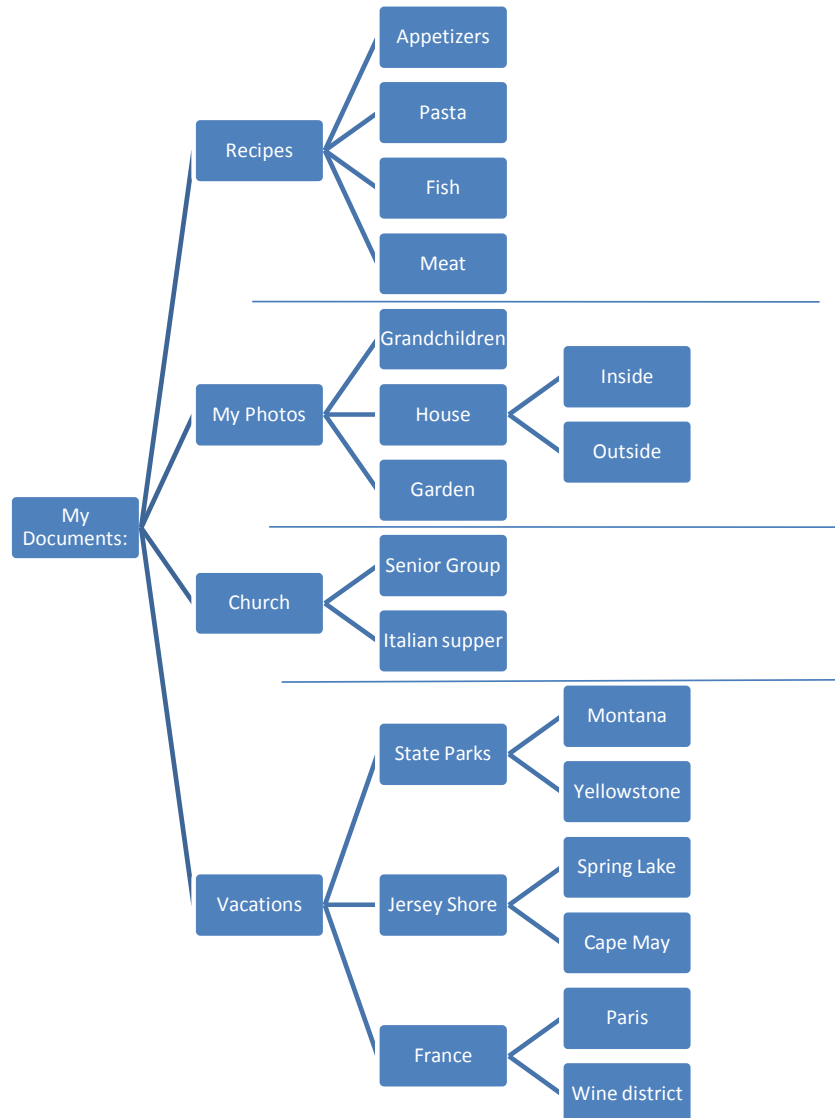 My
Documents:
Recipes
Appetizers
Pasta
Fish
Meat
My Photos
Grandchildren
House
Inside
Outside
Garden
Church
Senior Group
Italian supper
Vacations
State Parks
Montana
Yellowstone
Jersey Shore
Spring Lake
Cape May
France
Paris
Wine district